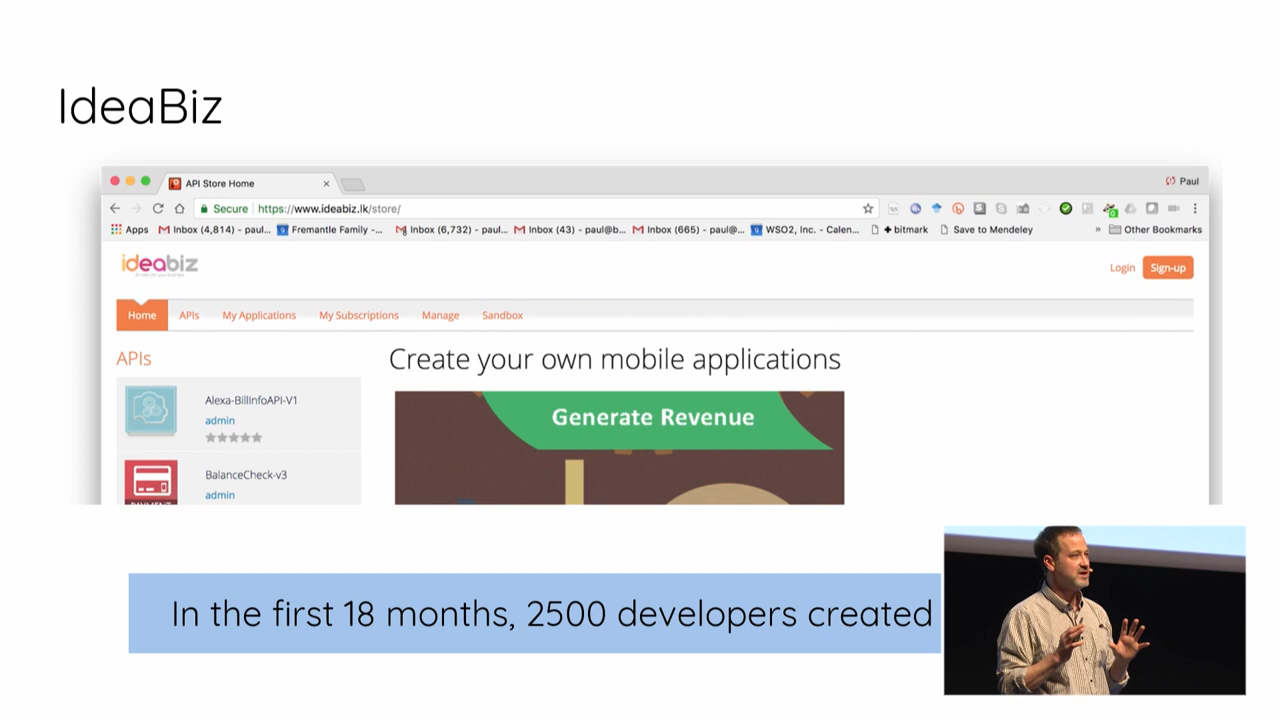 IdeaBiz
API Store Home
Paul
Secure https://www.ideabiz.lk/store/
Apps Inbox (4,814) - paul... Fremantle Family -... Inbox (6,732) - paul... Inbox (43) - paul@b... Inbox (665) - paul@... WSO2, Inc. - Calen... bitmark Save to Mendeley » Other Bookmarks
ideabiz
Login Sign-up
Home APIs My Applications My Subscriptions Manage Sandbox
APIs
Create your own mobile applications
Alexa-BillInfoAPI-V1
admin
Generate Revenue
BalanceCheck-v3
admin
In the first 18 months, 2500 developers created